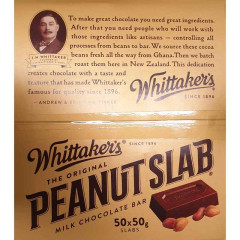 To make great chocolate you need great ingredients.
After that you need people who will work with
those ingredients like artisans – controlling all
processes from beans to bar. We source these cocoa
beans fresh all the way from Ghana. Then we batch
roast them here in New Zealand. This dedication
creates chocolate with a taste and
feature that has made Whittaker's
famous for quality since 1896.
J.H. WHITTAKER
Whittaker's
SINCE 1896
Whittaker's
SINCE 1896
THE ORIGINAL
PEANUT SLAB®
MILK CHOCOLATE BAR
50x50g
SLABS